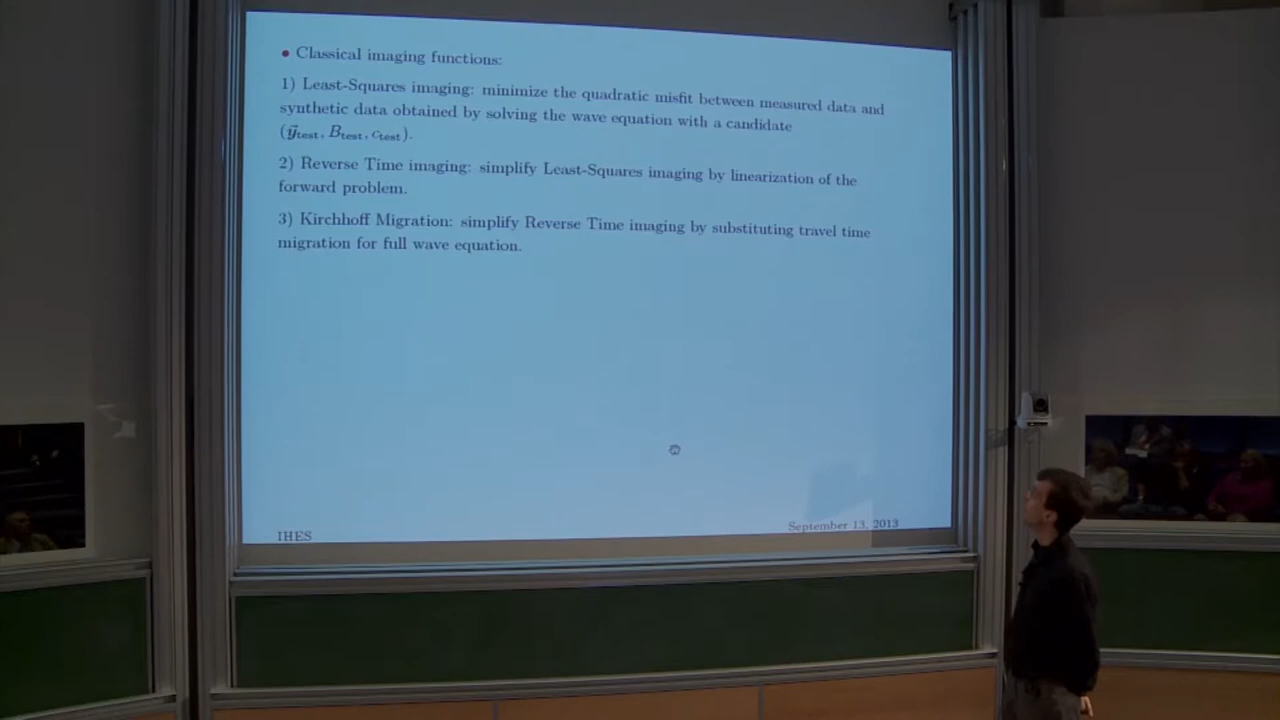 • Classical imaging functions:
1) Least-Squares imaging: minimize the quadratic misfit between measured data and
synthetic data obtained by solving the wave equation with a candidate
(y⃗test, Btest, ctest).
2) Reverse Time imaging: simplify Least-Squares imaging by linearization of the
forward problem.
3) Kirchhoff Migration: simplify Reverse Time imaging by substituting travel time
migration for full wave equation.
IHES
September 13, 2013